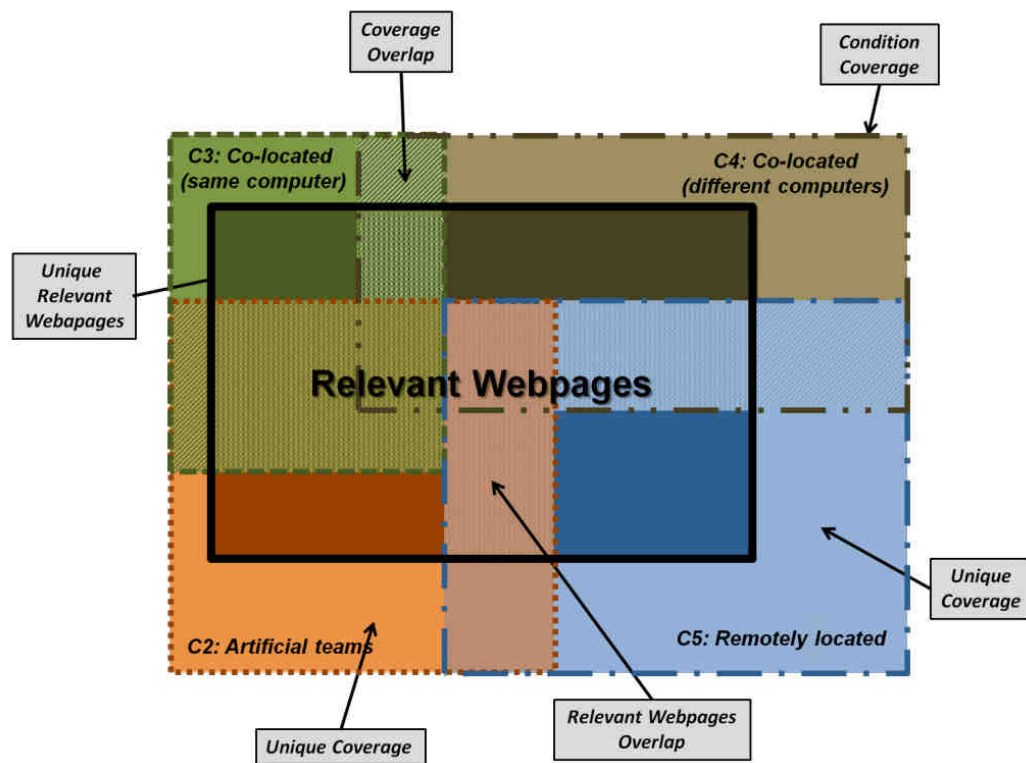 Coverage
Overlap
Condition
Coverage
C3: Co-located
(same computer)
C4: Co-located
(different computers)
Unique
Relevant
Webapages
Relevant Webpages
C2: Artificial teams
C5: Remotely located
Unique
Coverage
Unique Coverage
Relevant Webpages
Overlap